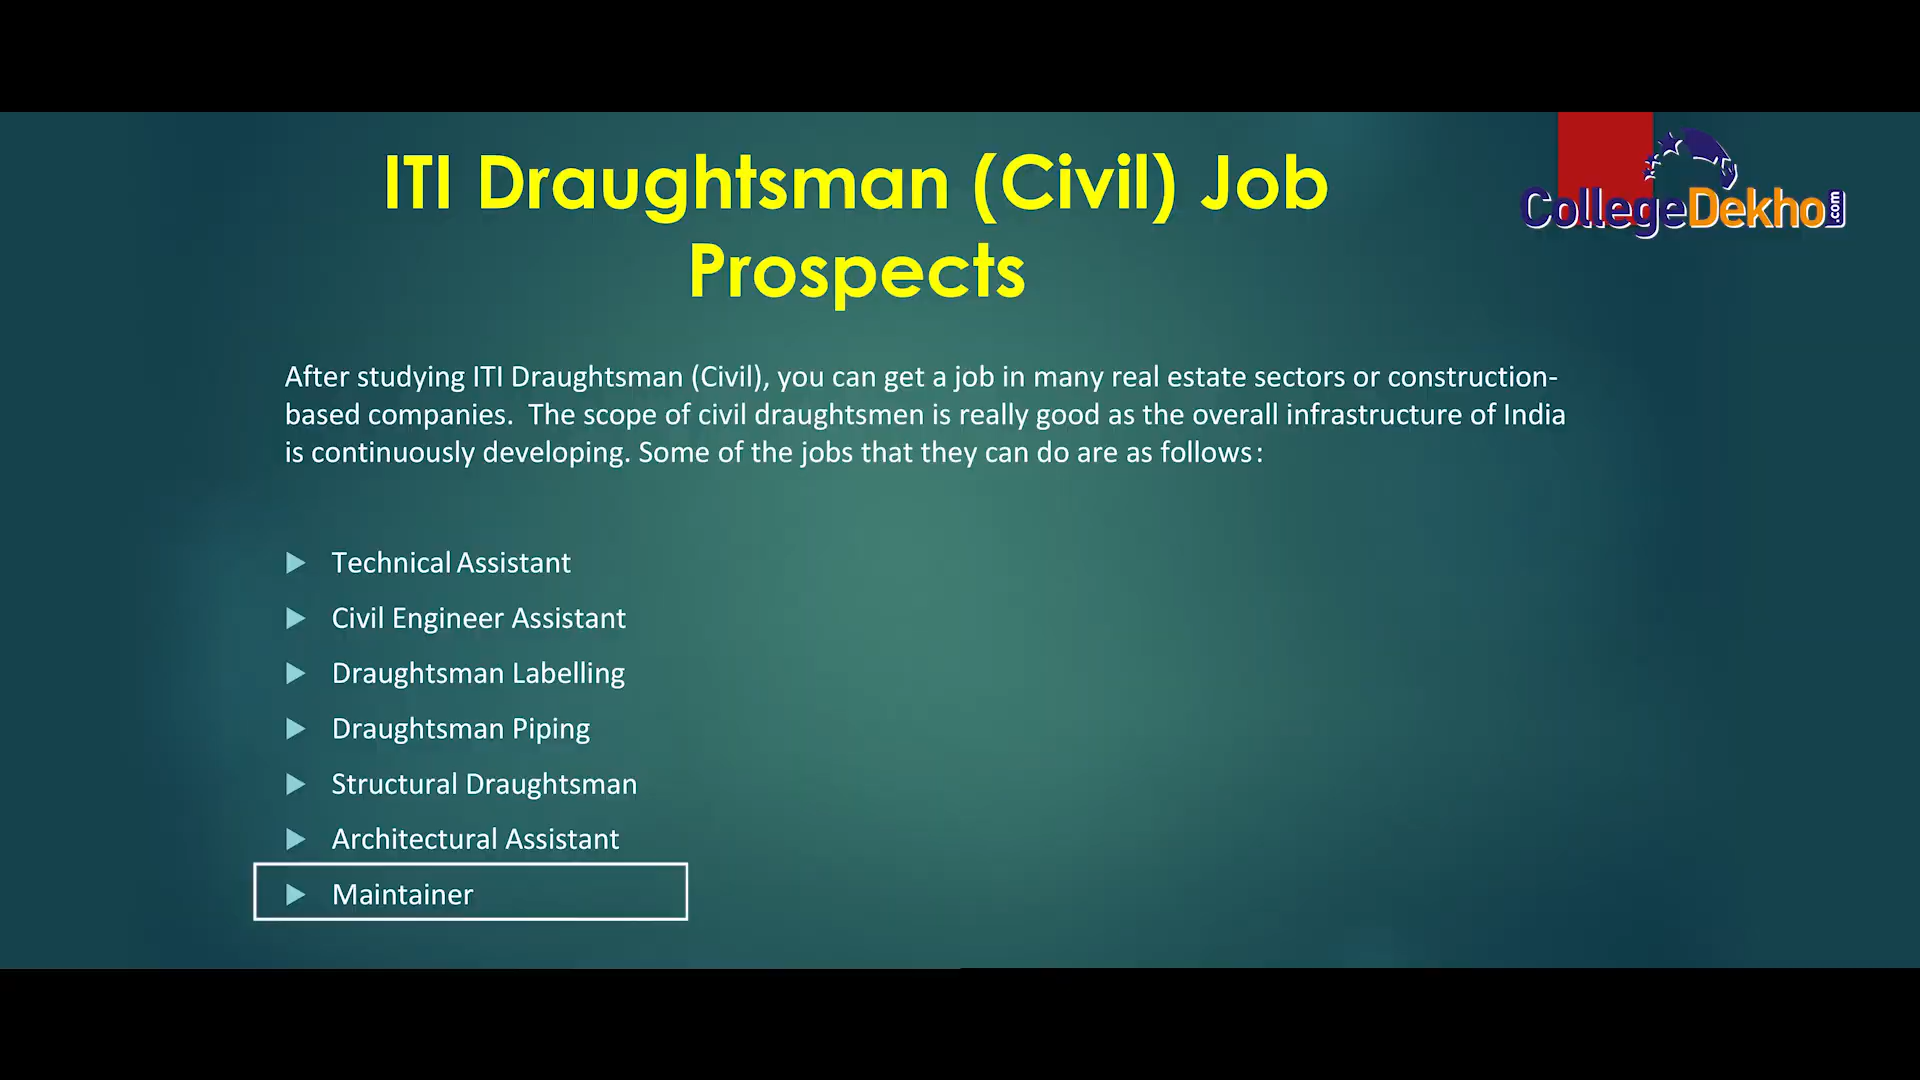 ITI Draughtsman (Civil) Job
Prospects
CollegeDekho.com
After studying ITI Draughtsman (Civil), you can get a job in many real estate sectors or construction-
based companies.  The scope of civil draughtsmen is really good as the overall infrastructure of India
is continuously developing. Some of the jobs that they can do are as follows:
Technical Assistant
Civil Engineer Assistant
Draughtsman Labelling
Draughtsman Piping
Structural Draughtsman
Architectural Assistant
Maintainer